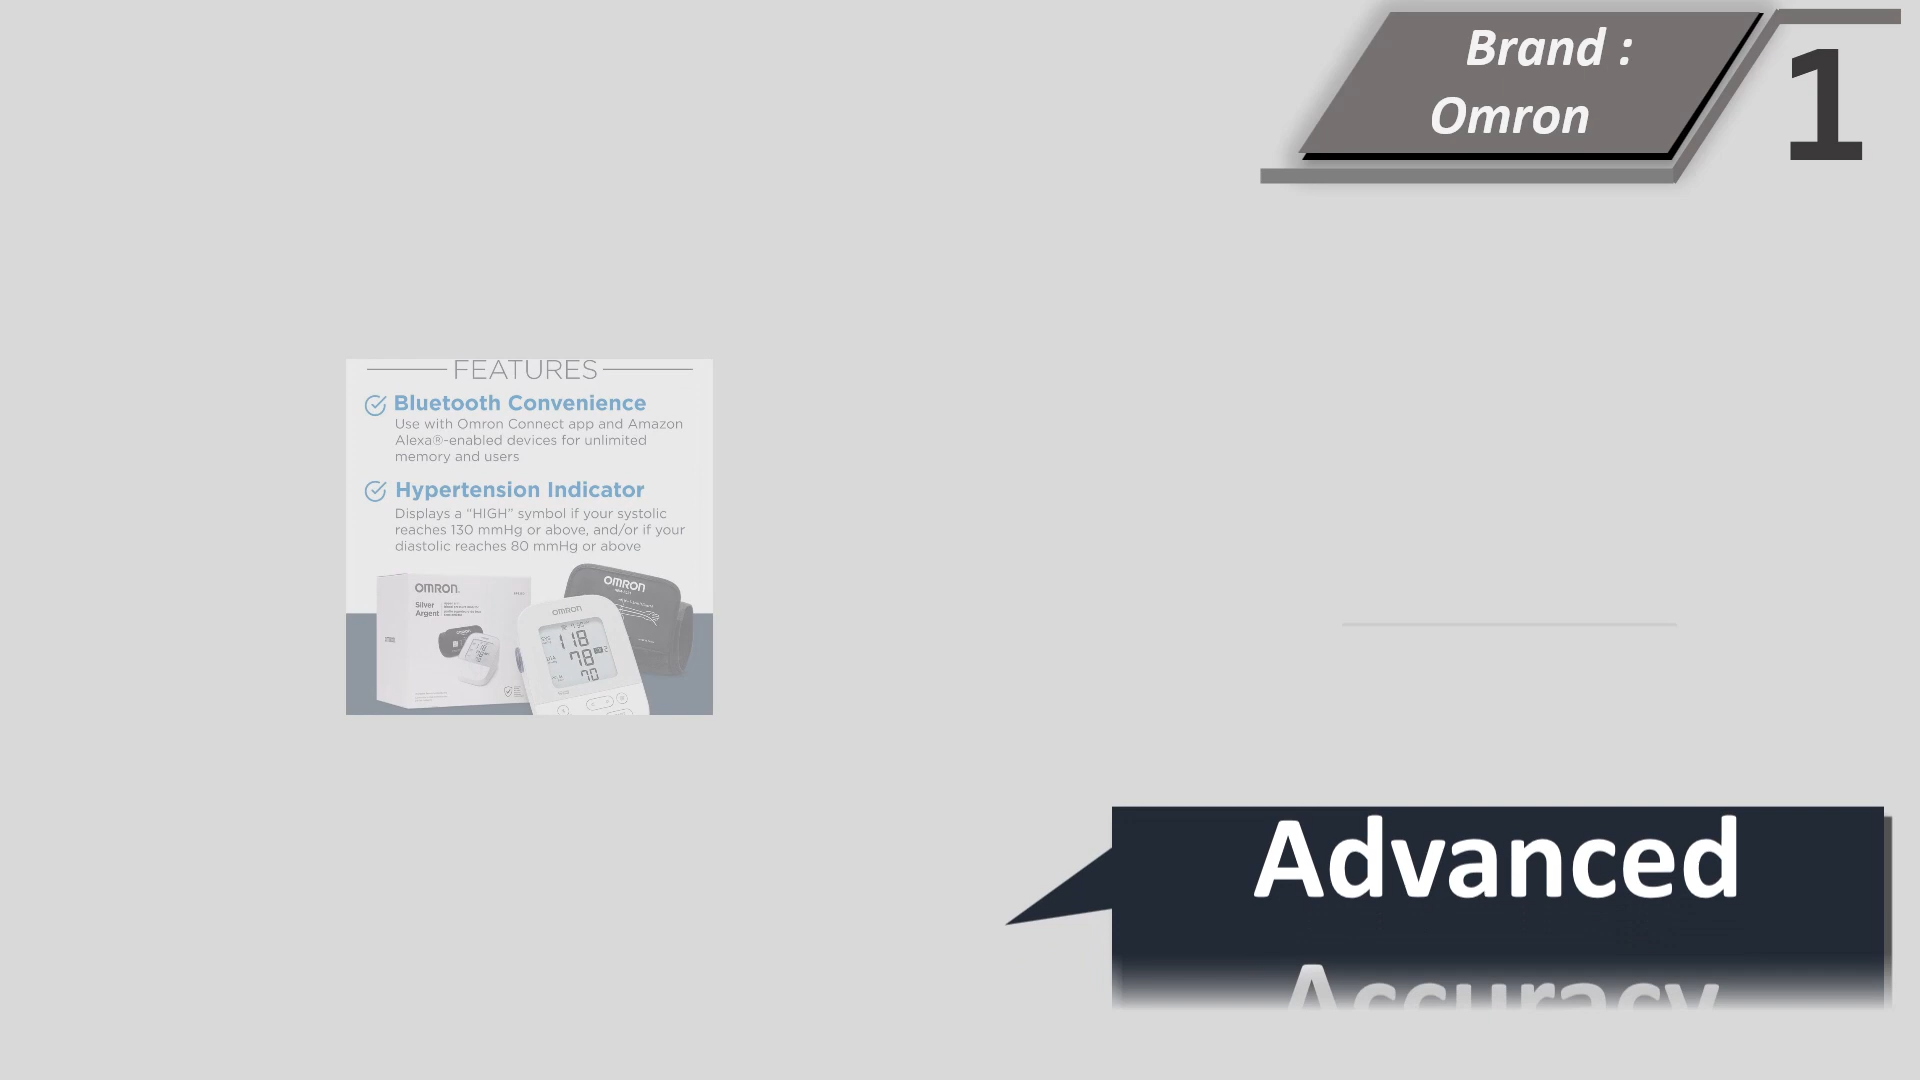 Brand :
Omron
1
FEATURES
Bluetooth Convenience
Use with Omron Connect app and Amazon
Alexa®-enabled devices for unlimited
memory and users
Hypertension Indicator
Displays a “HIGH” symbol if your systolic
reaches 130 mmHg or above, and/or if your
diastolic reaches 80 mmHg or above
OMRON
Silver
Argent
OMRON
OMRON
118
78
70
Advanced
Accuracy